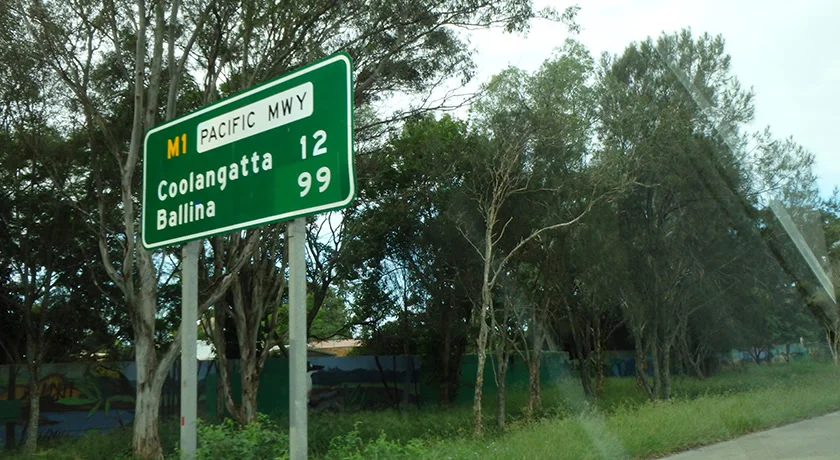 M1 PACIFIC MWY
Coolangatta 12
Ballina 99